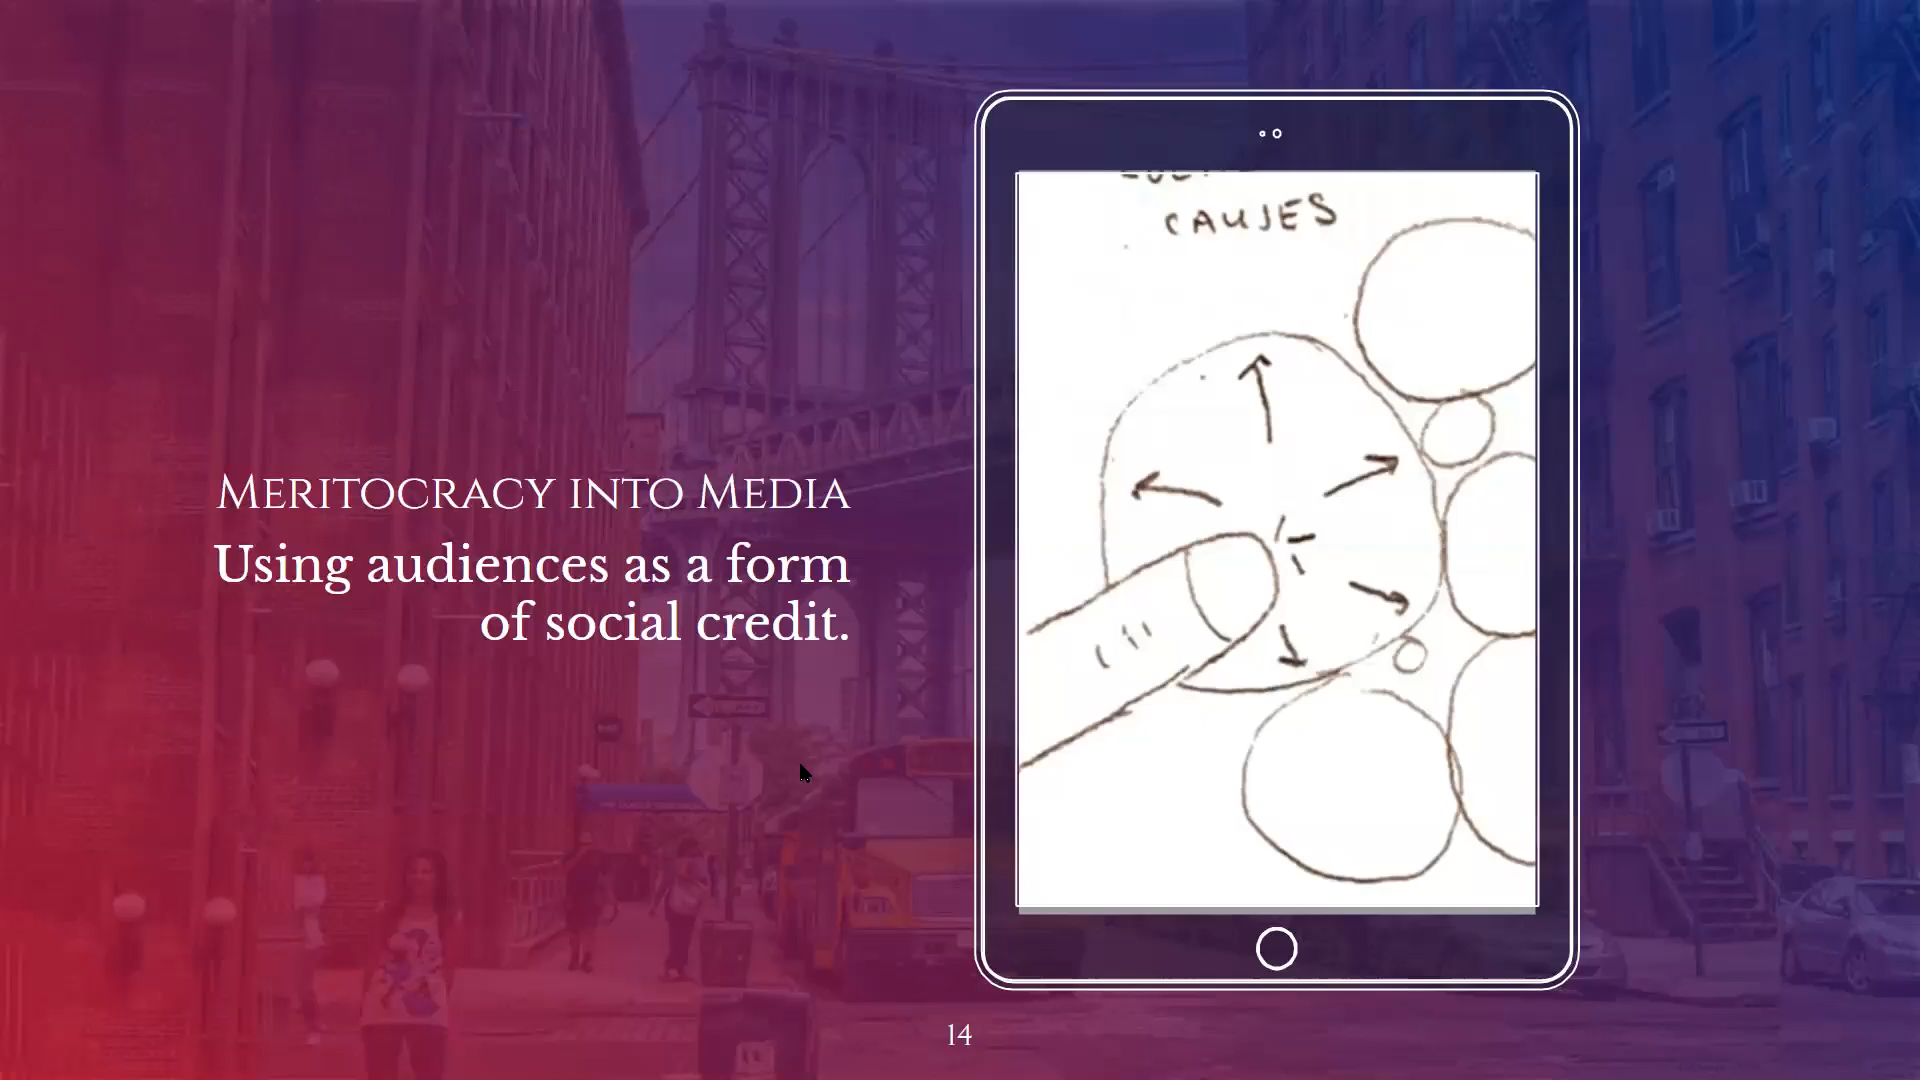 Meritocracy into Media
Using audiences as a form
of social credit.
CAUSES
14